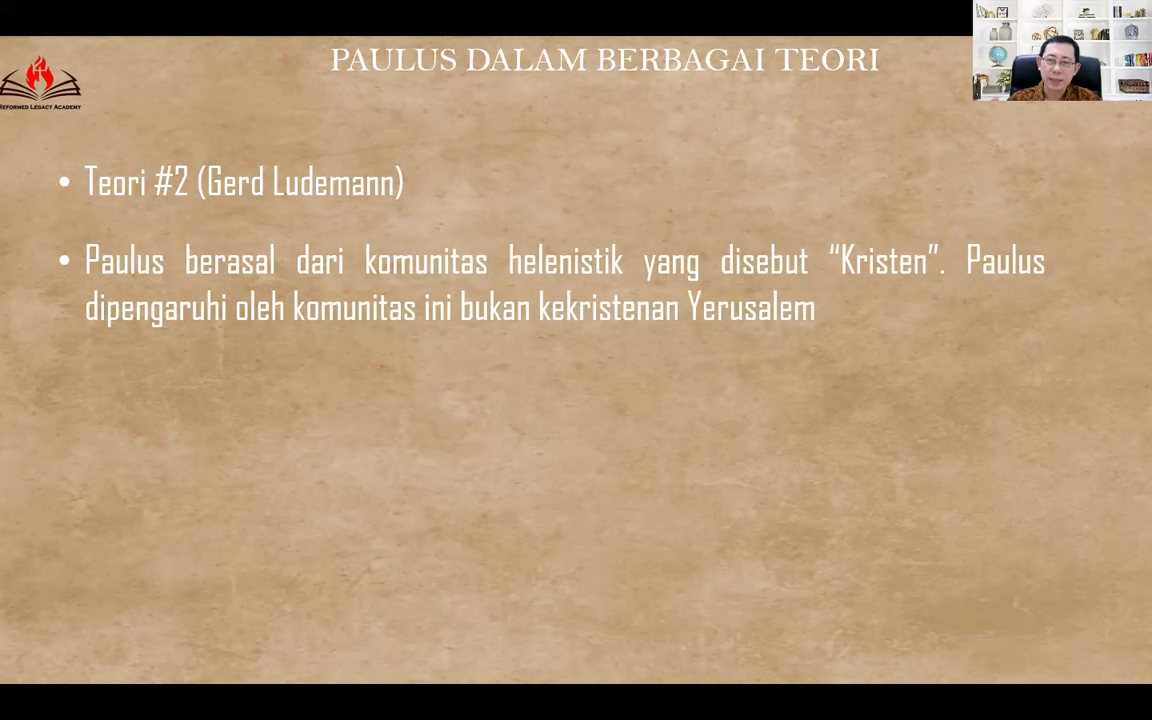 PAULUS DALAM BERBAGAI TEORI
REFORMED LEGACY ACADEMY
• Teori #2 (Gerd Ludemann)
• Paulus berasal dari komunitas helenistik yang disebut “Kristen”. Paulus
dipengaruhi oleh komunitas ini bukan kekristenan Yerusalem